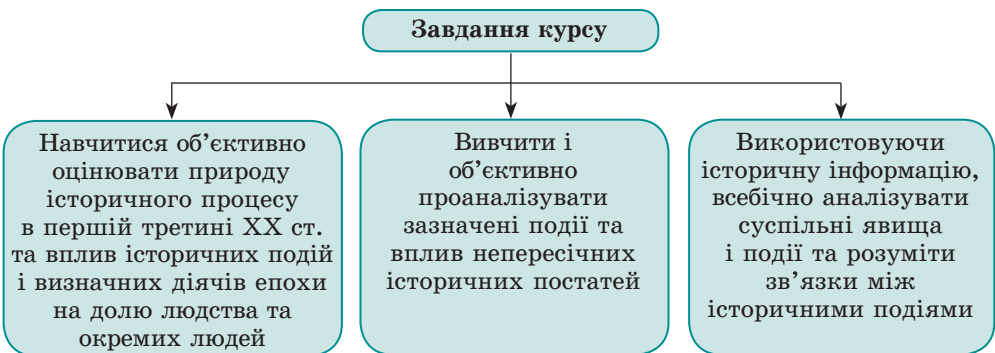 Завдання курсу
Навчитися об’єктивно
оцінювати природу
історичного процесу
в першій третині ХХ ст.
та вплив історичних подій
і визначних діячів епохи
на долю людства та
окремих людей
Вивчити і
об’єктивно
проаналізувати
зазначені події та
вплив непересічних
історичних постатей
Використовуючи
історичну інформацію,
всебічно аналізувати
суспільні явища
і події та розуміти
зв’язки між
історичними подіями